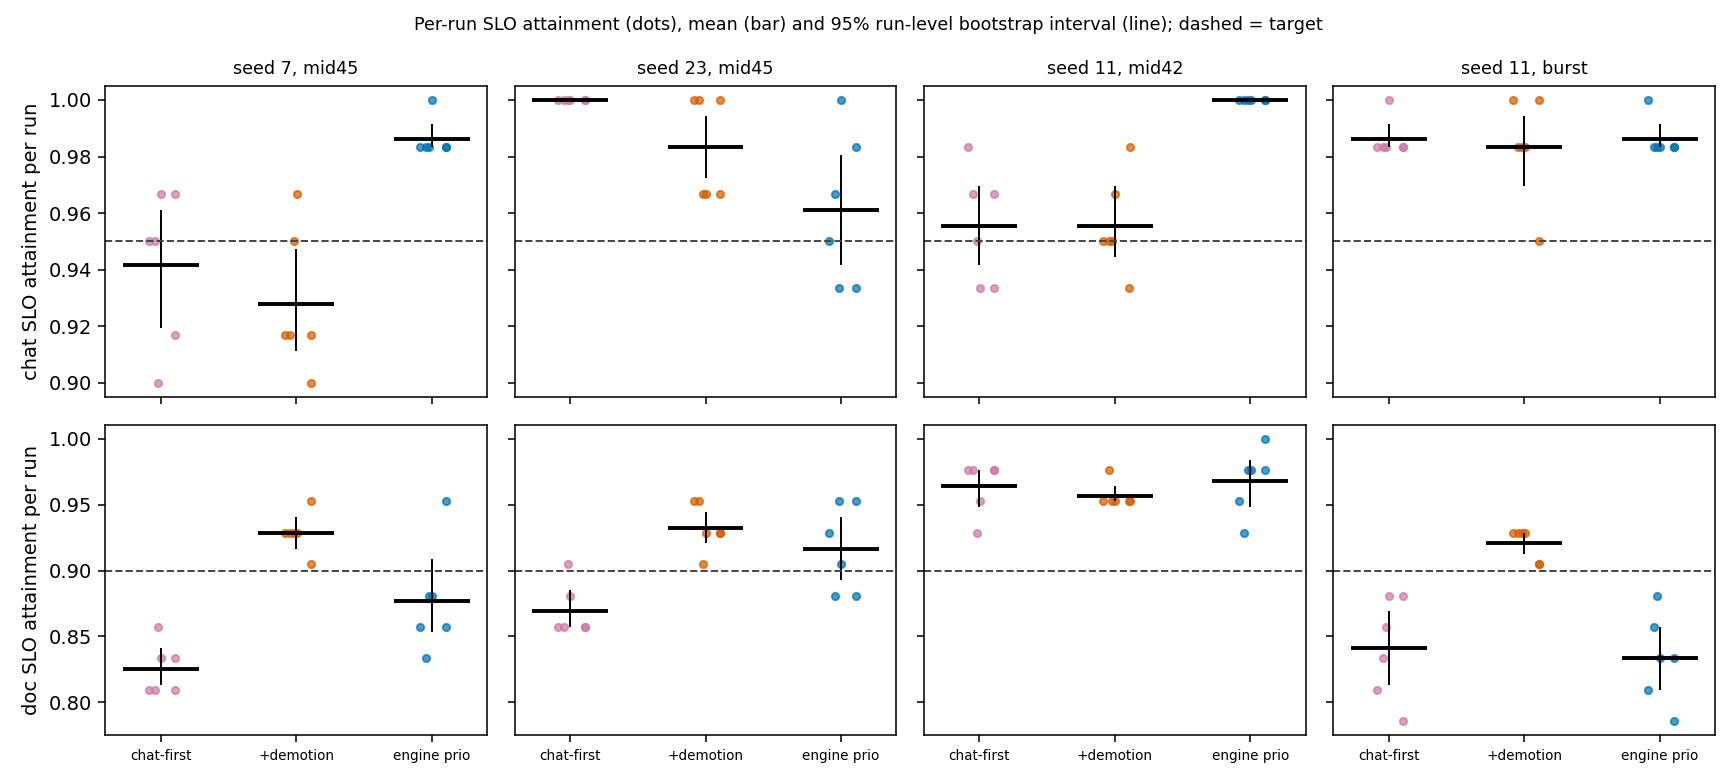 Per-run SLO attainment (dots), mean (bar) and 95% run-level bootstrap interval (line); dashed = target
seed 7, mid45
seed 23, mid45
seed 11, mid42
seed 11, burst
chat SLO attainment per run
1.00
0.98
0.96
0.94
0.92
0.90
doc SLO attainment per run
1.00
0.95
0.90
0.85
0.80
chat-first +demotion engine prio
chat-first +demotion engine prio
chat-first +demotion engine prio
chat-first +demotion engine prio